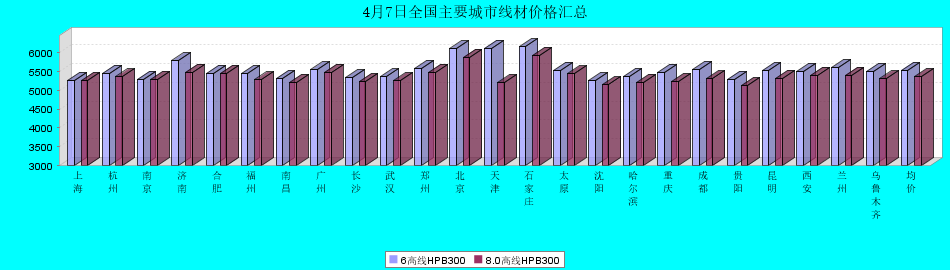 4月7日全国主要城市线材价格汇总
6000
5500
5000
4500
4000
3500
3000
上海
杭州
南京
济南
合肥
福州
南昌
广州
长沙
武汉
郑州
北京
天津
石家庄
太原
沈阳
哈尔滨
重庆
成都
贵阳
昆明
西安
兰州
乌鲁木齐
均价
6高线HPB300
8.0高线HPB300